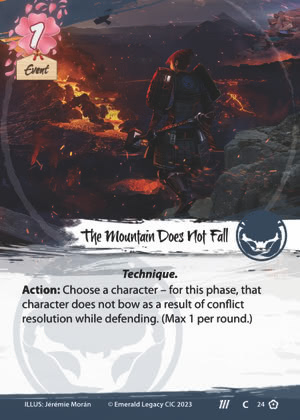 1
Event
The Mountain Does Not Fall
Technique.
Action: Choose a character – for this phase, that
character does not bow as a result of conflict
resolution while defending. (Max 1 per round.)
ILLUS: Jérémie Morán © Emerald Legacy CIC 2023 C 24